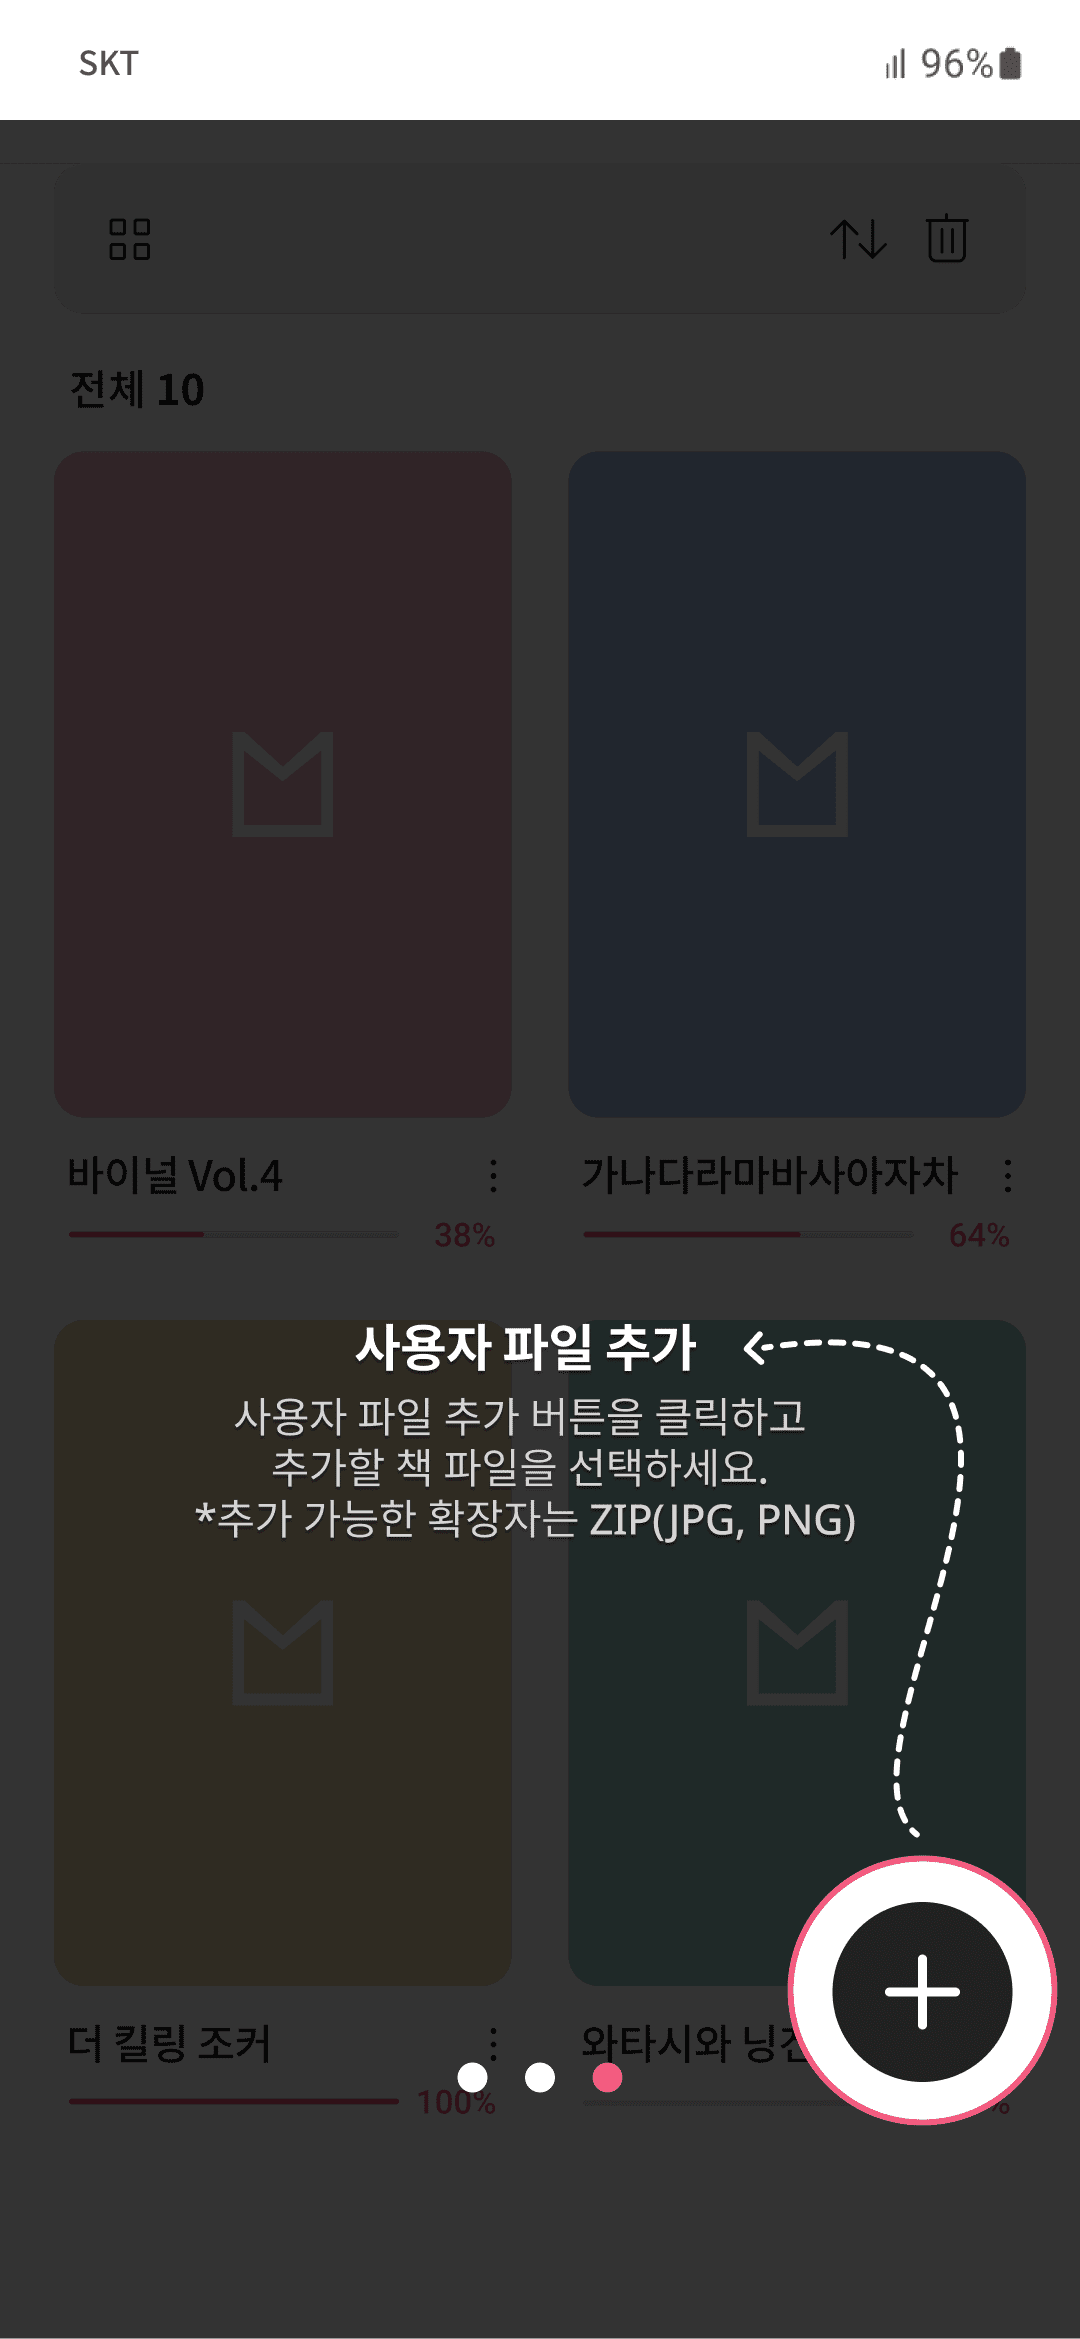 SKT
96%
전체 10
바이널 Vol.4
가나다라마바사아자차
38%
64%
사용자 파일 추가
사용자 파일 추가 버튼을 클릭하고
추가할 책 파일을 선택하세요.
*추가 가능한 확장자는 ZIP(JPG, PNG)
더 킬링 조커
와타시와
100%
%